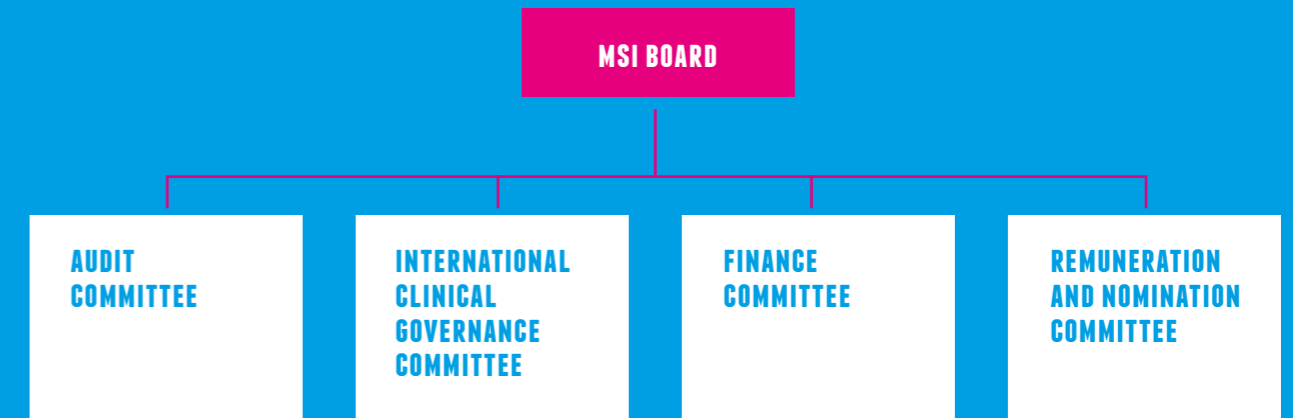 MSI BOARD
AUDIT
COMMITTEE
INTERNATIONAL
CLINICAL
GOVERNANCE
COMMITTEE
FINANCE
COMMITTEE
REMUNERATION
AND NOMINATION
COMMITTEE